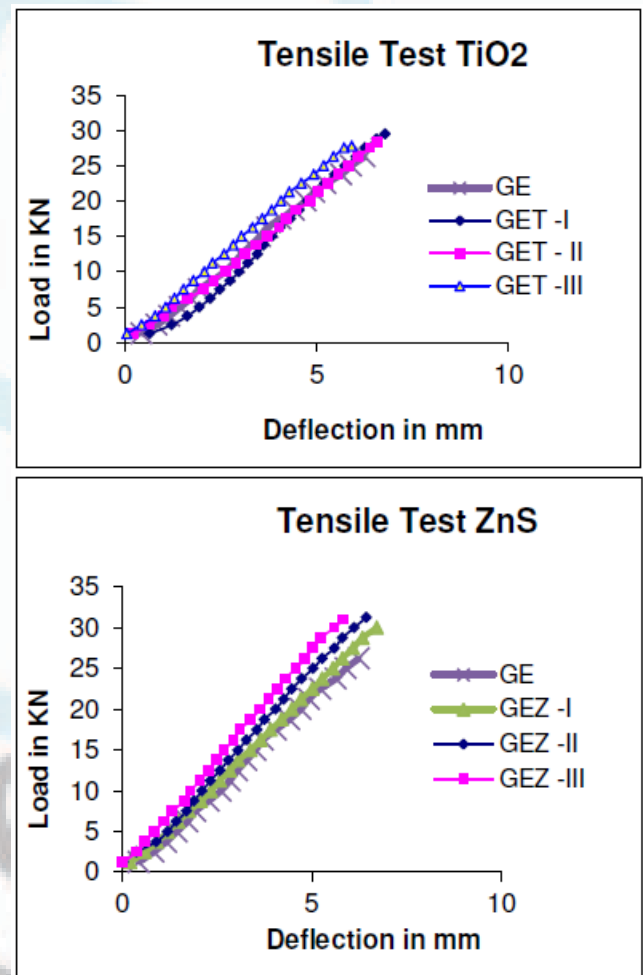 Tensile Test TiO2
35
30
25
20
15
10
5
0
Load in KN
0 5 10
Deflection in mm
GE
GET -I
GET - II
GET -III
Tensile Test ZnS
35
30
25
20
15
10
5
0
Load in KN
0 5 10
Deflection in mm
GE
GEZ -I
GEZ -II
GEZ -III